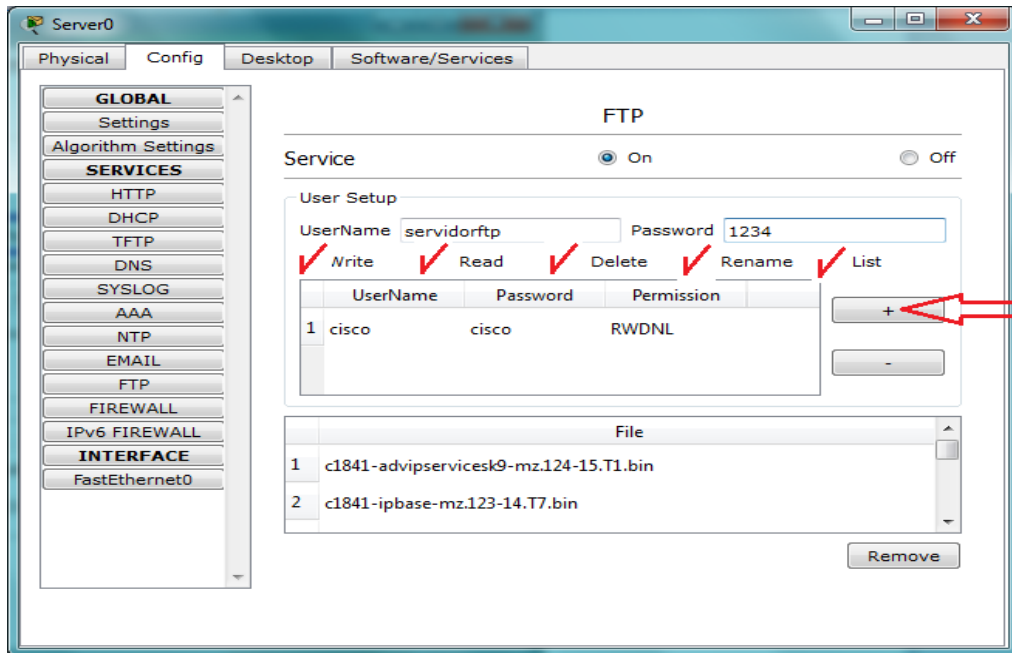 Server0
Physical Config Desktop Software/Services
GLOBAL
Settings
Algorithm Settings
SERVICES
HTTP
DHCP
TFTP
DNS
SYSLOG
AAA
NTP
EMAIL
FTP
FIREWALL
IPv6 FIREWALL
INTERFACE
FastEthernet0
FTP
Service On Off
User Setup
UserName servidorftp Password 1234
Write Read Delete Rename List
UserName Password Permission
1 cisco cisco RWDNL
+
-
File
1 c1841-advipservicesk9-mz.124-15.T1.bin
2 c1841-ipbase-mz.123-14.T7.bin
Remove